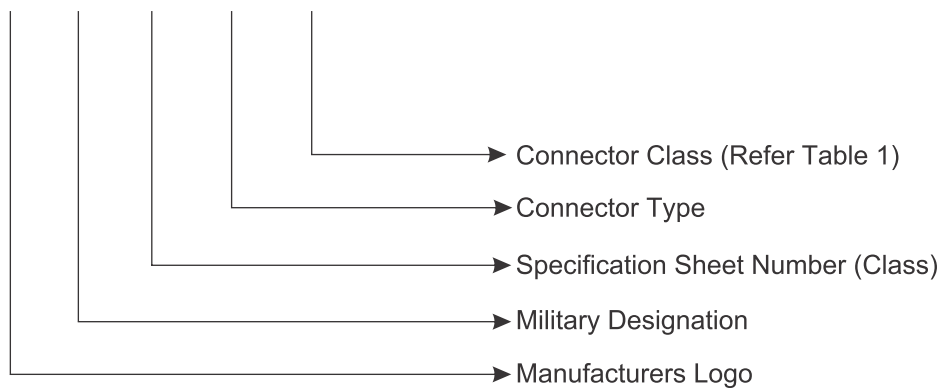 Connector Class (Refer Table 1)
Connector Type
Specification Sheet Number (Class)
Military Designation
Manufacturers Logo